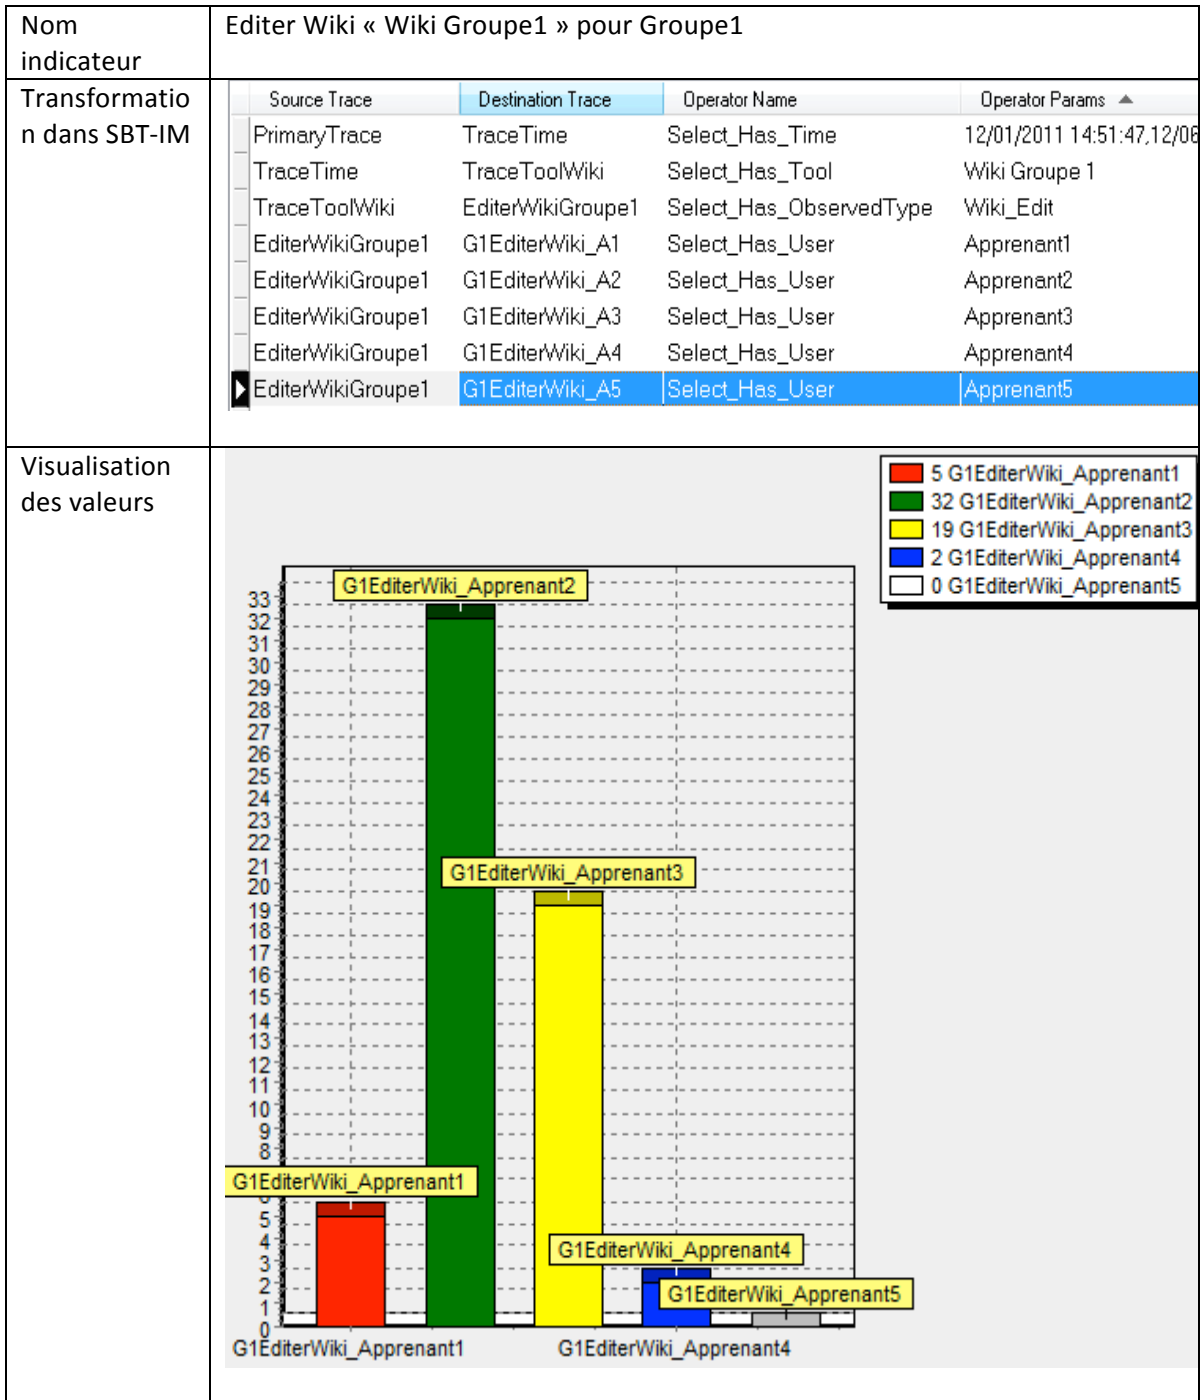 Nom
indicateur
Editer Wiki « Wiki Groupe1 » pour Groupe1
Transformatio
n dans SBT-IM
Source Trace Destination Trace Operator Name Operator Params
PrimaryTrace TraceTime Select_Has_Time 12/01/2011 14:51:47,12/06
TraceTime TraceToolWiki Select_Has_Tool Wiki Groupe 1
TraceToolWiki EditerWikiGroupe1 Select_Has_ObservedType Wiki_Edit
EditerWikiGroupe1 G1EditerWiki_A1 Select_Has_User Apprenant1
EditerWikiGroupe1 G1EditerWiki_A2 Select_Has_User Apprenant2
EditerWikiGroupe1 G1EditerWiki_A3 Select_Has_User Apprenant3
EditerWikiGroupe1 G1EditerWiki_A4 Select_Has_User Apprenant4
EditerWikiGroupe1 G1EditerWiki_A5 Select_Has_User Apprenant5
Visualisation
des valeurs
5 G1EditerWiki_Apprenant1
32 G1EditerWiki_Apprenant2
19 G1EditerWiki_Apprenant3
2 G1EditerWiki_Apprenant4
0 G1EditerWiki_Apprenant5
G1EditerWiki_Apprenant2
33
32
31
30
29
28
27
26
25
24
23
22
21
G1EditerWiki_Apprenant3
20
19
18
17
16
15
14
13
12
11
10
9
8
G1EditerWiki_Apprenant1
5
4
G1EditerWiki_Apprenant4
3
2
G1EditerWiki_Apprenant5
1
0
G1EditerWiki_Apprenant1 G1EditerWiki_Apprenant4